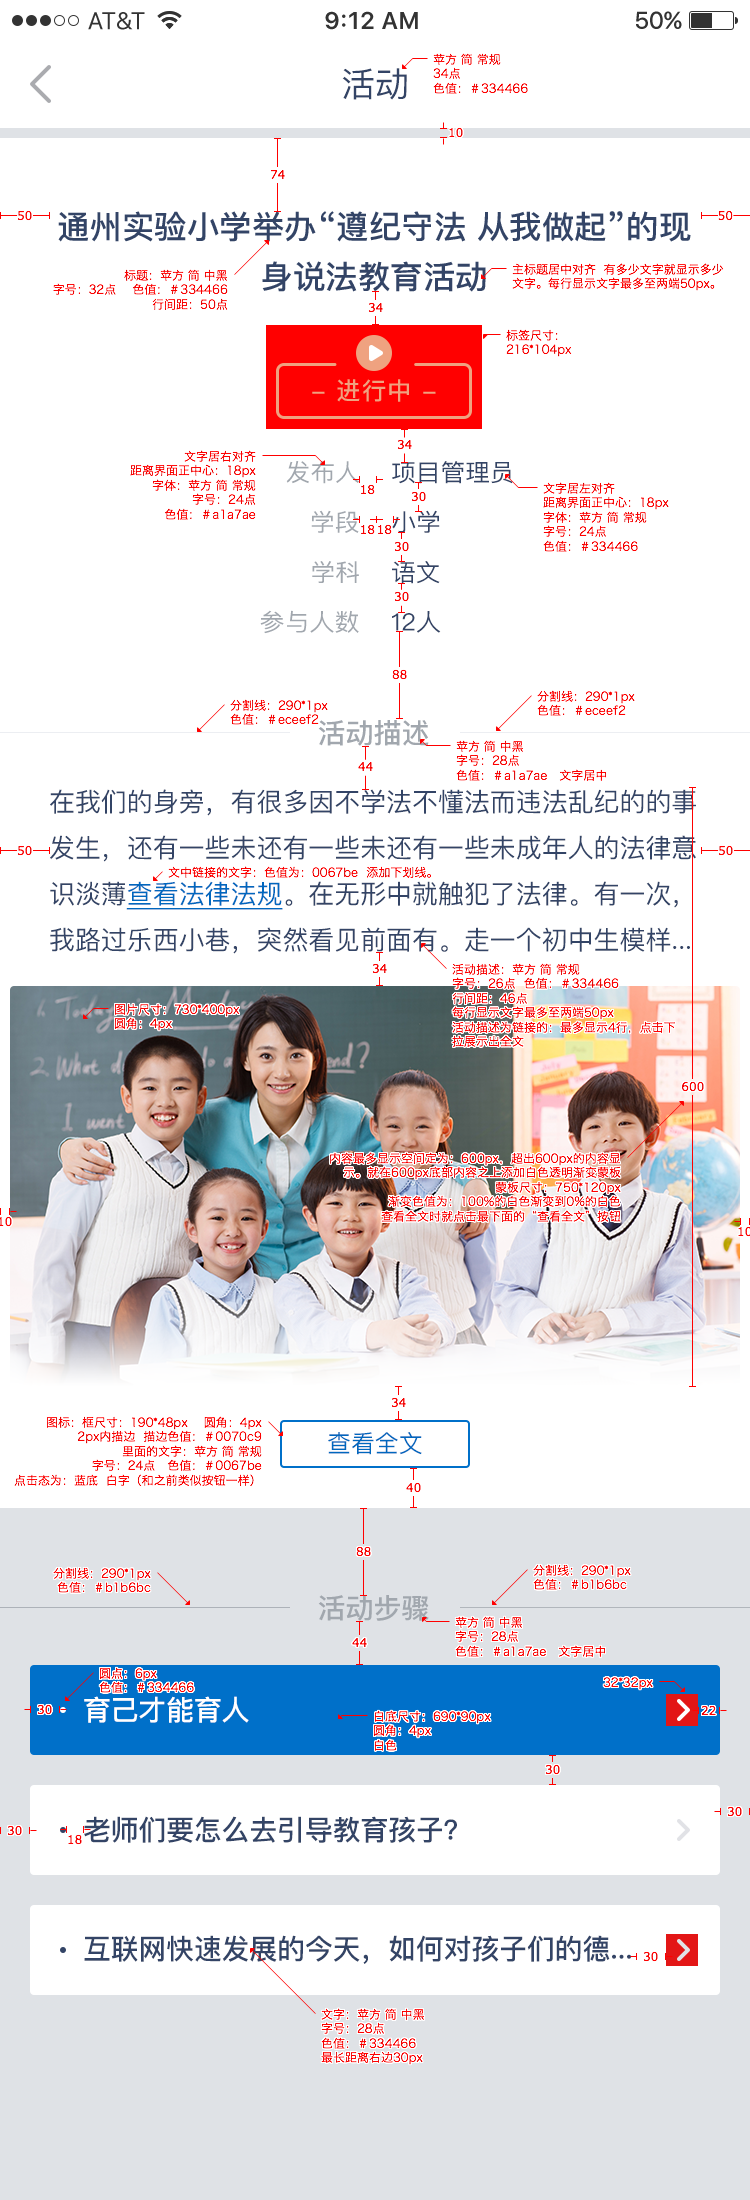 AT&T 9:12 AM 50%
活动
苹方 简 常规
34点
色值：＃334466
10
74
50
50
通州实验小学举办“遵纪守法 从我做起”的现
身说法教育活动
标题：苹方 简 中黑
字号：32点 色值：＃334466
行间距：50点
主标题居中对齐 有多少文字就显示多少
文字。每行显示文字最多至两端50px。
34
标签尺寸：
216*104px
– 进行中 –
34
文字居右对齐
距离界面正中心：18px
字体：苹方 简 常规
字号：24点
色值：＃a1a7ae
发布人 项目管理员
18
30
文字居左对齐
距离界面正中心：18px
字体：苹方 简 常规
字号：24点
色值：＃334466
学段 小学
18 18
30
学科 语文
30
参与人数 12人
88
分割线：290*1px
色值：＃eceef2
分割线：290*1px
色值：＃eceef2
活动描述
苹方 简 中黑
字号：28点
色值：＃a1a7ae 文字居中
44
在我们的身旁，有很多因不学法不懂法而违法乱纪的的事
50
发生，还有一些未还有一些未还有一些未成年人的法律意
50
文中链接的文字：色值为：0067be 添加下划线。
识淡薄查看法律法规。在无形中就触犯了法律。有一次，
我路过乐西小巷，突然看见前面有。走一个初中生模样...
34
活动描述：苹方 简 常规
字号：26点 色值：＃334466
行间距：46点
每行显示文字最多至两端50px
活动描述为链接的：最多显示4行，点击下
拉展示出全文
图片尺寸：730*400px
圆角：4px
2. What do do end?
I went
600
内容最多显示空间定为：600px，超出600px的内容显
示。就在600px底部内容之上添加白色透明渐变蒙板
蒙板尺寸：750*120px
渐变色值为：100%的白色渐变到0%的白色
查看全文时就点击最下面的“查看全文”按钮
10
10
34
图标：框尺寸：190*48px 圆角：4px
2px内描边 描边色值：＃0070c9
里面的文字：苹方 简 常规
字号：24点 色值：＃0067be
点击态为：蓝底 白字（和之前类似按钮一样）
查看全文
40
88
分割线：290*1px
色值：＃b1b6bc
分割线：290*1px
色值：＃b1b6bc
活动步骤
苹方 简 中黑
字号：28点
色值：＃a1a7ae 文字居中
44
圆点：6px
色值：＃334466
30
育己才能育人
白底尺寸：690*90px
圆角：4px
白色
32*32px
22
30
30
18
老师们要怎么去引导教育孩子？
30
互联网快速发展的今天，如何对孩子们的德...
30
文字：苹方 简 中黑
字号：28点
色值：＃334466
最长距离右边30px